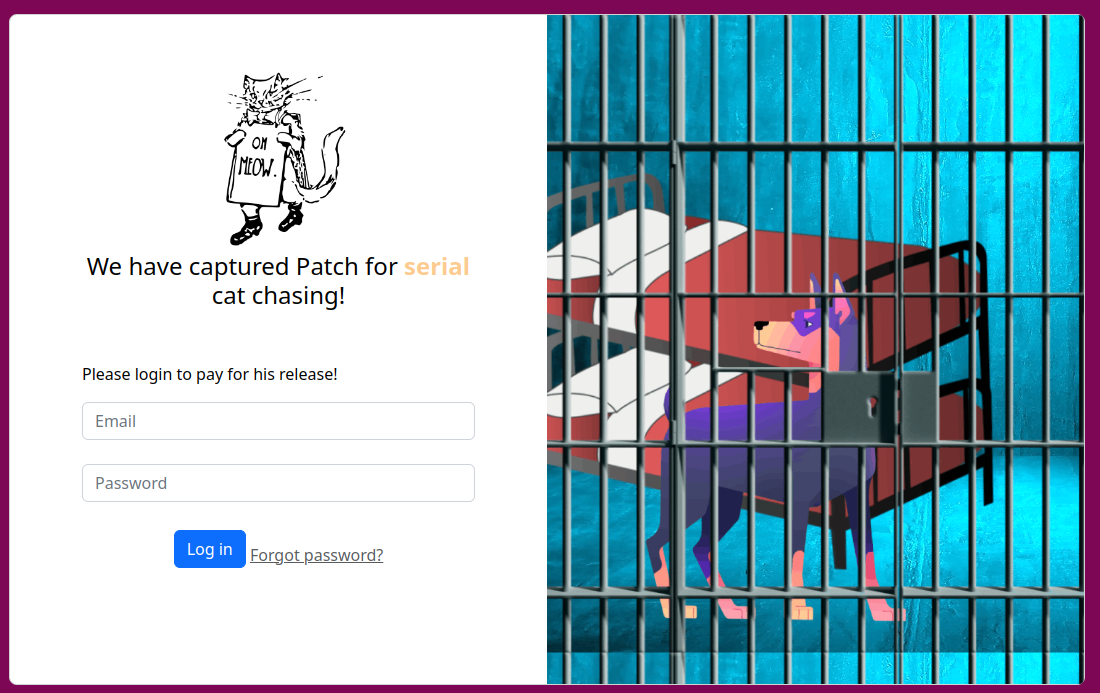 OH
MEOW.
We have captured Patch for serial
cat chasing!
Please login to pay for his release!
Email
Password
Log in Forgot password?